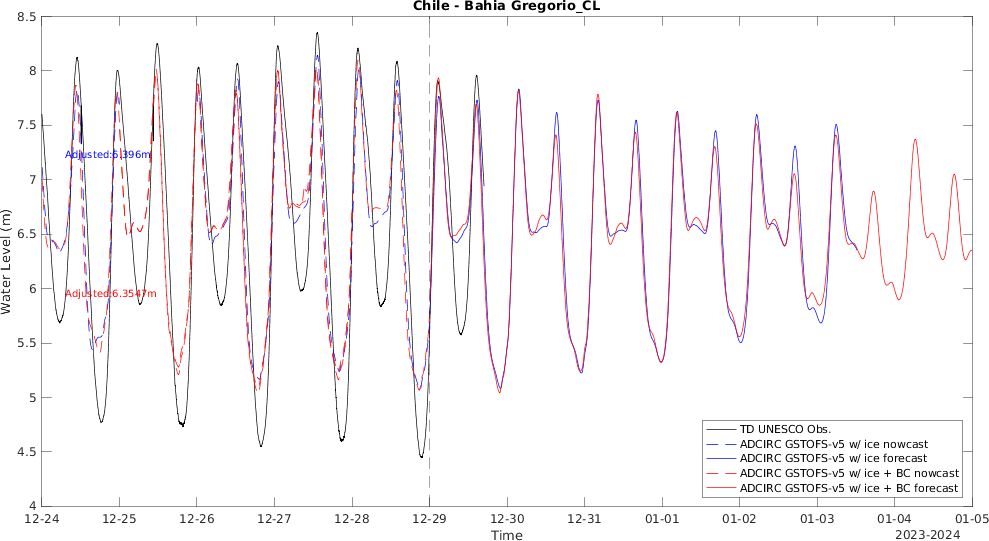 Chile - Bahia Gregorio_CL
8.5
8
7.5
7
6.5
6
5.5
5
4.5
4
Water Level (m)
Adjusted:6.396m
Adjusted:6.3547m
TD UNESCO Obs.
ADCIRC GSTOFS-v5 w/ ice nowcast
ADCIRC GSTOFS-v5 w/ ice forecast
ADCIRC GSTOFS-v5 w/ ice + BC nowcast
ADCIRC GSTOFS-v5 w/ ice + BC forecast
12-24 12-25 12-26 12-27 12-28 12-29 12-30 12-31 01-01 01-02 01-03 01-04 01-05
Time
2023-2024